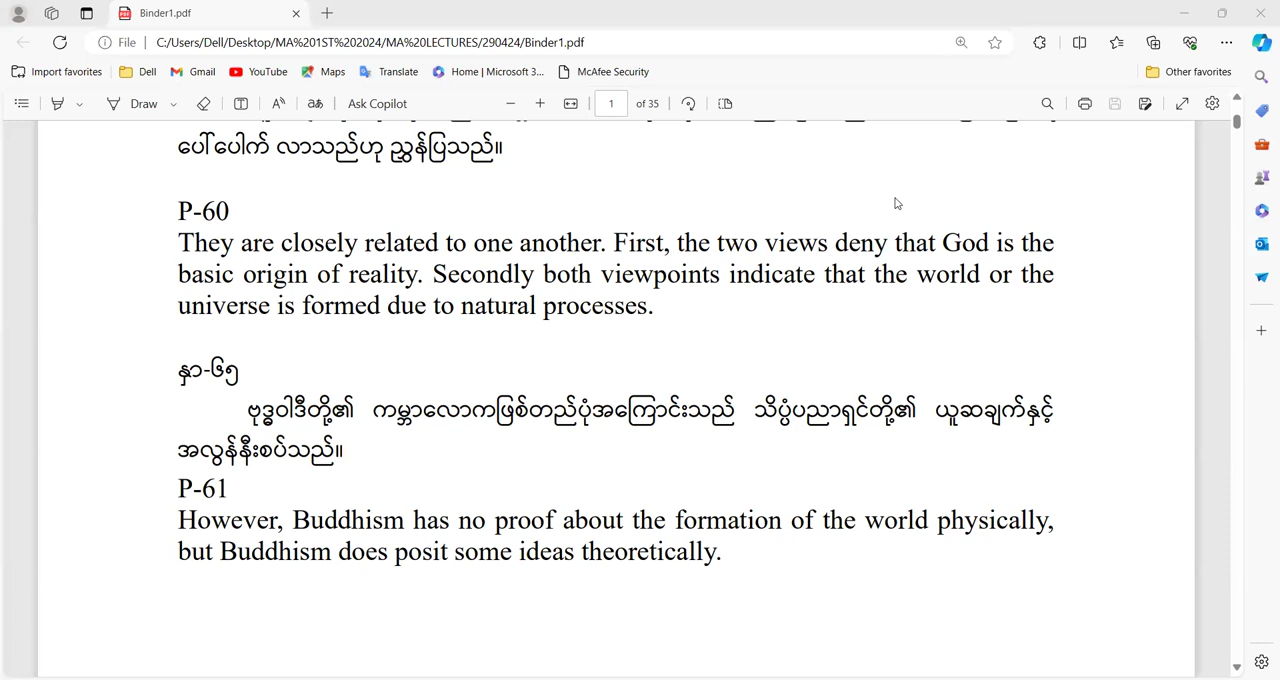 Binder1.pdf
File
C:/Users/Dell/Desktop/MA%201ST%202024/MA%20LECTURES/290424/Binder1.pdf
Import favorites Dell Gmail YouTube Maps Translate Home | Microsoft 3... McAfee Security Other favorites
Draw Ask Copilot 1 of 35
ပေါ်ပေါက် လာသည်ဟု ညွှန်ပြသည်။
P-60
They are closely related to one another. First, the two views deny that God is the
basic origin of reality. Secondly both viewpoints indicate that the world or the
universe is formed due to natural processes.
နှာ-၆၅
ဗုဒ္ဓဝါဒီတို့၏ ကမ္ဘာလောကဖြစ်တည်ပုံအကြောင်းသည် သိပ္ပံပညာရှင်တို့၏ ယူဆချက်နှင့်
အလွန်နီးစပ်သည်။
P-61
However, Buddhism has no proof about the formation of the world physically,
but Buddhism does posit some ideas theoretically.